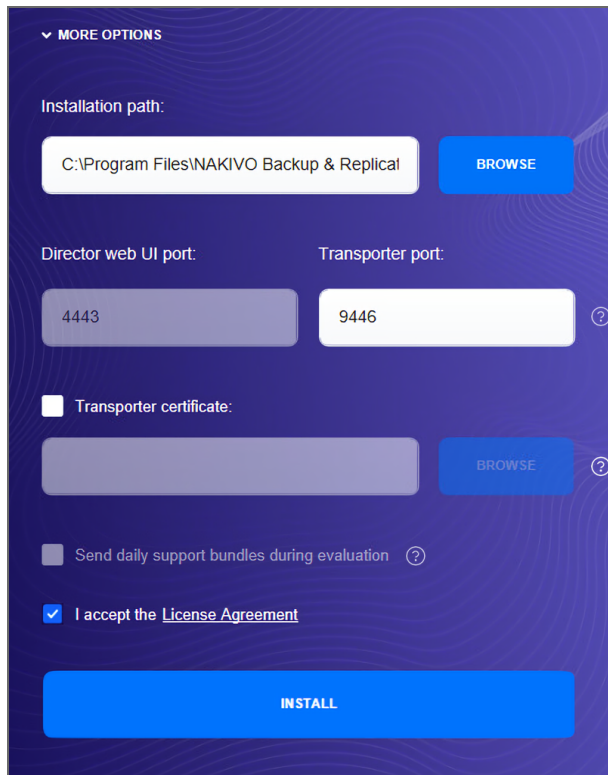 MORE OPTIONS
Installation path:
C:\Program Files\NAKIVO Backup & Replicat
BROWSE
Director web UI port:
Transporter port:
4443
9446
?
Transporter certificate:
BROWSE
?
Send daily support bundles during evaluation ?
I accept the License Agreement
INSTALL